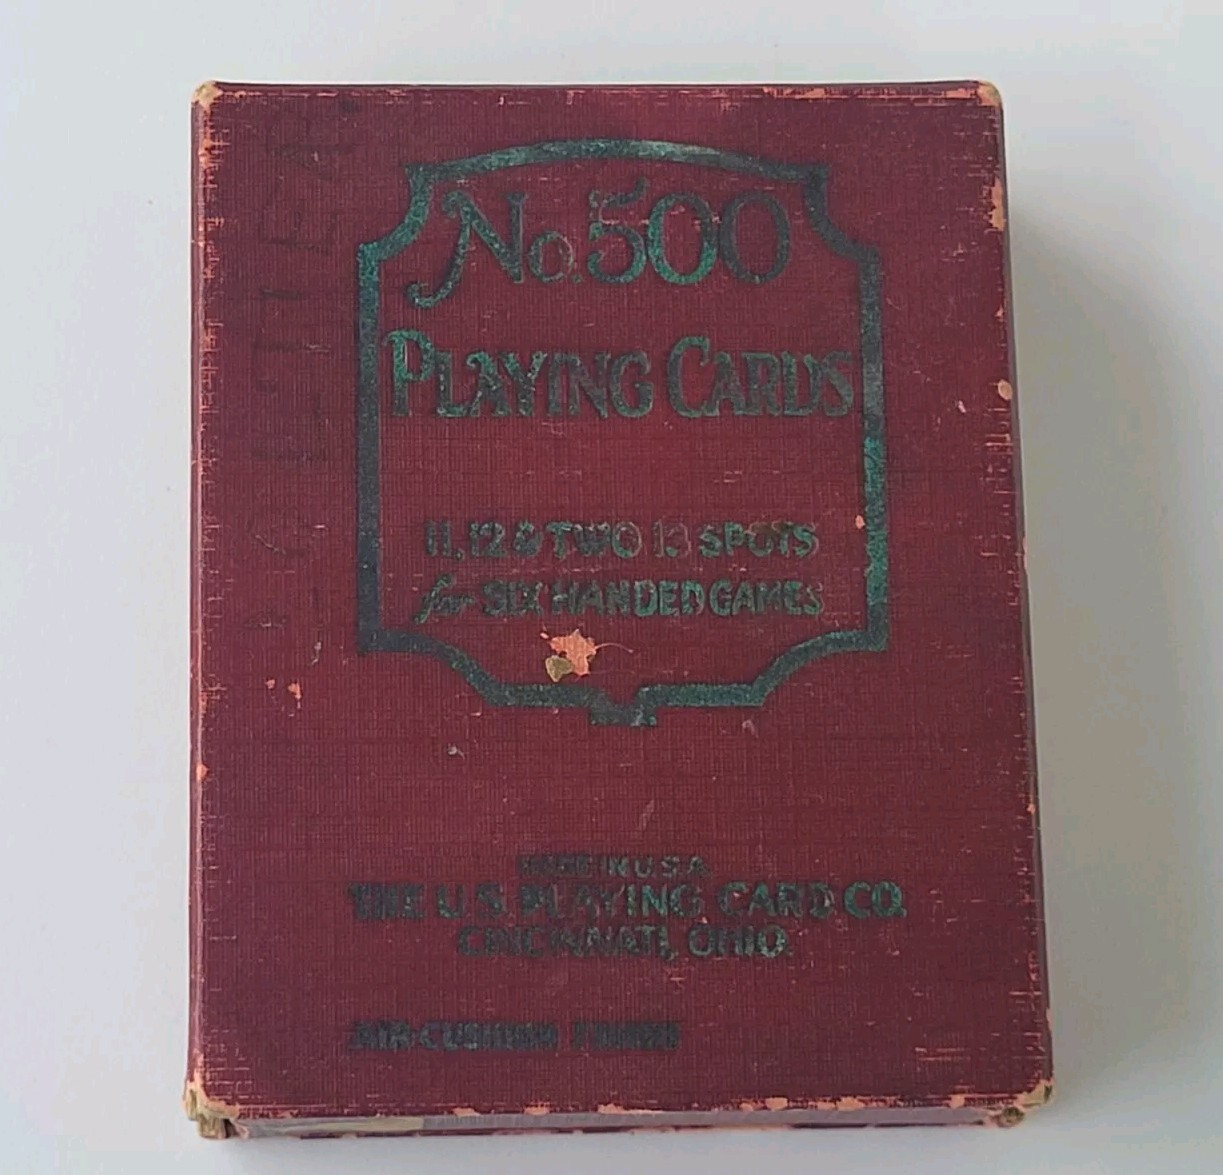 No. 500
PLAYING CARDS
11, 12 & TWO 13 SPOTS
for SIX HANDED GAMES
MADE IN U.S.A.
THE U.S. PLAYING CARD CO.
CINCINNATI, OHIO.
AIR-CUSHION FINISH